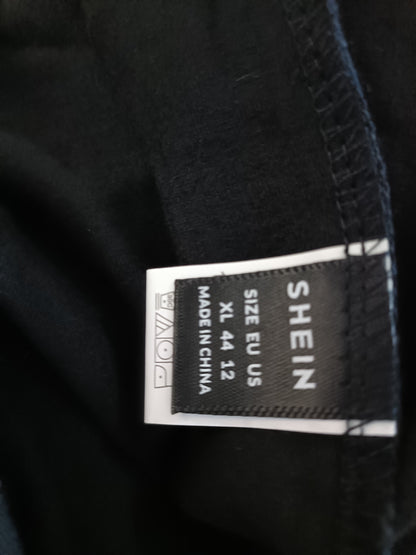 SHEIN
SIZE EU US
XL 44 12
MADE IN CHINA